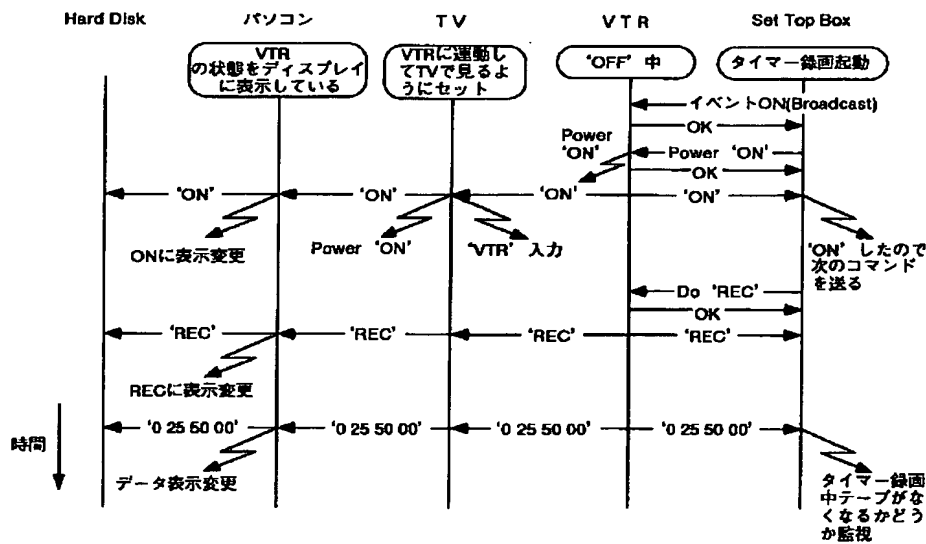 Hard Disk パソコン TV VTR Set Top Box
VTR
の状態をディスプレイ
に表示している
VTRに連動し
てTVで見るよ
うにセット
‘OFF’ 中
タイマー録画起動
イベントON(Broadcast)
OK
Power
‘ON’
Power ‘ON’
OK
‘ON’ ‘ON’ ‘ON’ ‘ON’
ONに表示変更
Power ‘ON’
‘VTR’ 入力
‘ON’ したので
次のコマンド
を送る
Do ‘REC’
OK
‘REC’ ‘REC’ ‘REC’ ‘REC’
RECに表示変更
時間
‘0 25 50 00’ ‘0 25 50 00’ ‘0 25 50 00’ ‘0 25 50 00’
データ表示変更
タイマー録画
中テープがな
くなるかどう
か監視